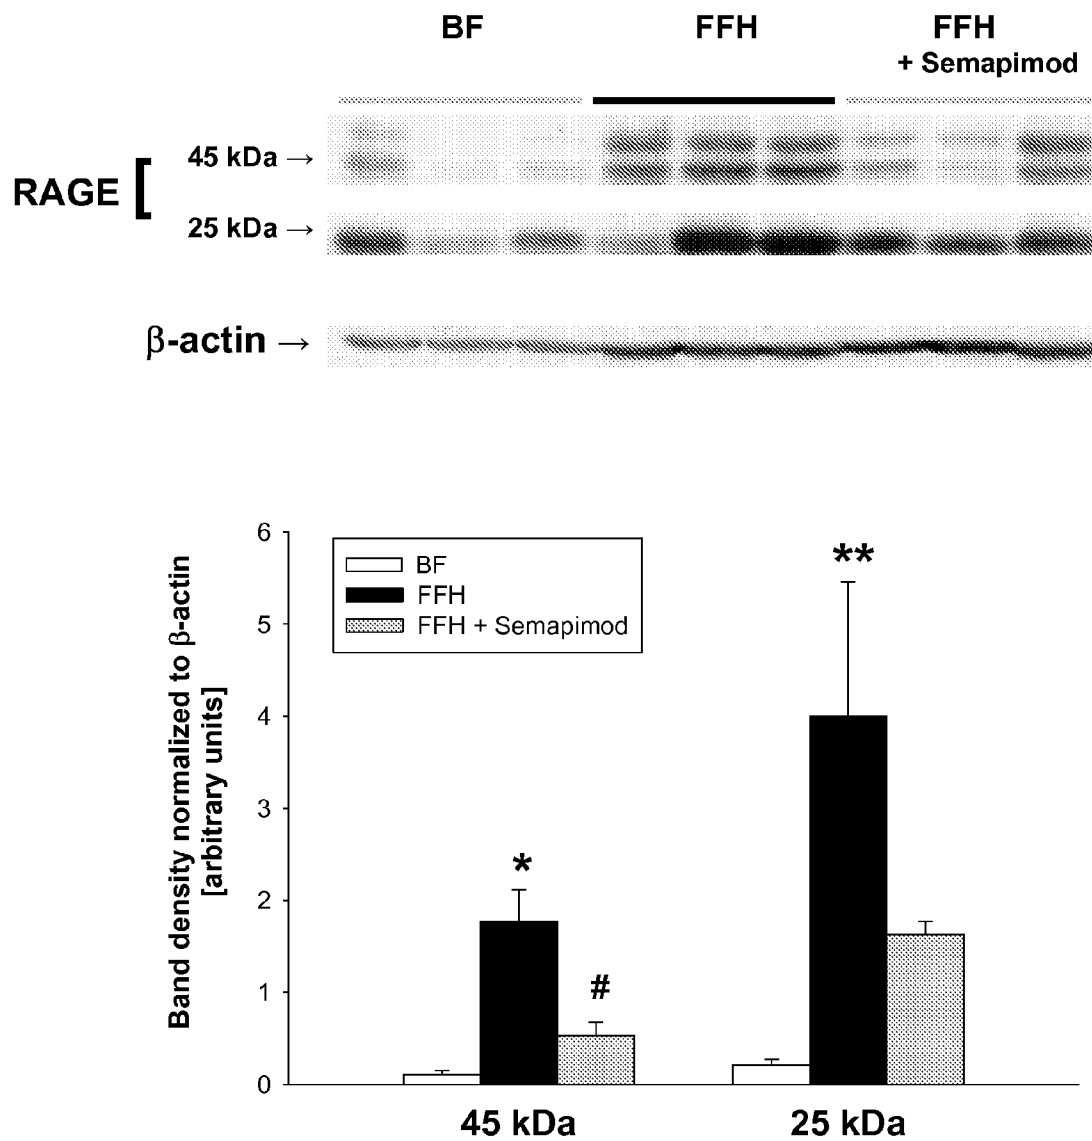 BF FFH FFH
+ Semapimod
45 kDa →
RAGE [
25 kDa →
β-actin →
6
BF
FFH
FFH + Semapimod
**
5
4
3
2
*
1
#
0
Band density normalized to β-actin
[arbitrary units]
45 kDa 25 kDa